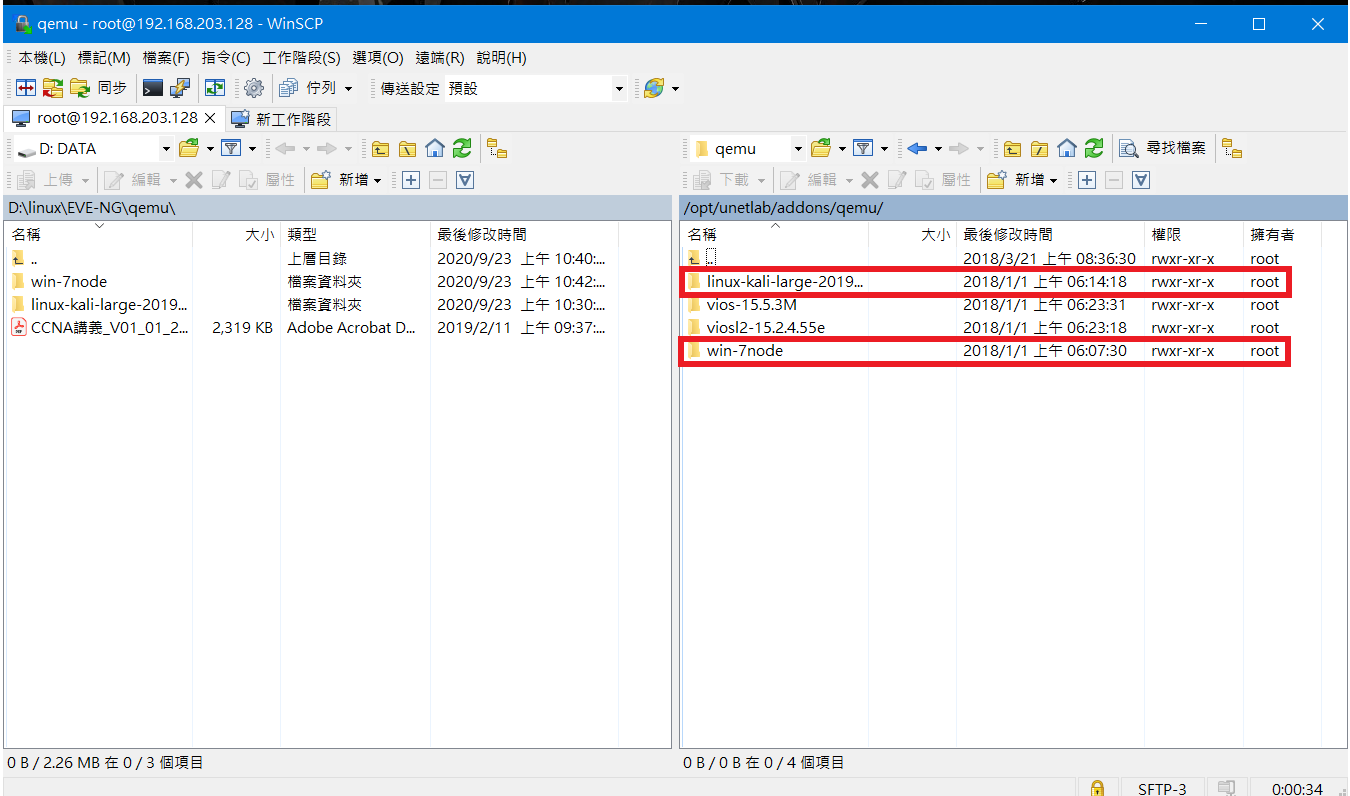 qemu - root@192.168.203.128 - WinSCP
本機(L) 標記(M) 檔案(F) 指令(C) 工作階段(S) 選項(O) 遠端(R) 說明(H)
同步 佇列 傳送設定 預設
root@192.168.203.128 新工作階段
D: DATA
上傳 編輯 屬性 新增
D:\linux\EVE-NG\qemu\
名稱 大小 類型 最後修改時間
.. 上層目錄 2020/9/23 上午 10:40:...
win-7node 檔案資料夾 2020/9/23 上午 10:42:...
linux-kali-large-2019... 檔案資料夾 2020/9/23 上午 10:30:...
CCNA講義_V01_01_2... 2,319 KB Adobe Acrobat D... 2019/2/11 上午 09:37:...
0 B / 2.26 MB 在 0 / 3 個項目
qemu 尋找檔案
下載 編輯 屬性 新增
/opt/unetlab/addons/qemu/
名稱 大小 最後修改時間 權限 擁有者
.. 2018/3/21 上午 08:36:30 rwxr-xr-x root
linux-kali-large-2019... 2018/1/1 上午 06:14:18 rwxr-xr-x root
vios-15.5.3M 2018/1/1 上午 06:23:31 rwxr-xr-x root
viosl2-15.2.4.55e 2018/1/1 上午 06:23:18 rwxr-xr-x root
win-7node 2018/1/1 上午 06:07:30 rwxr-xr-x root
0 B / 0 B 在 0 / 4 個項目
SFTP-3 0:00:34